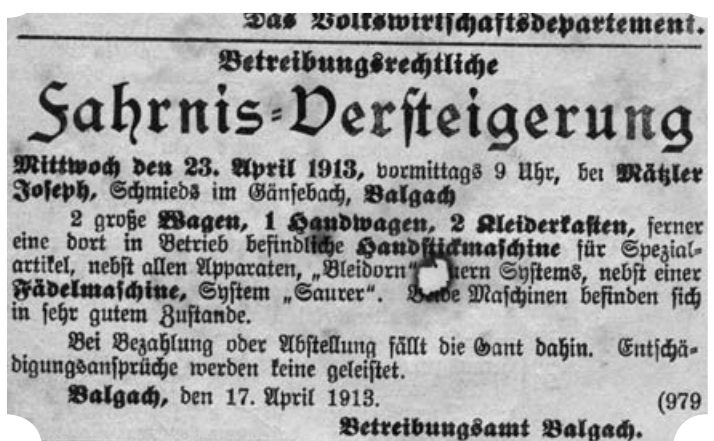 Das Volkswirtschaftsdepartement.
Betreibungsrechtliche
Fahrnis-Versteigerung
Mittwoch den 23. April 1913, vormittags 9 Uhr, bei Mätzler
Joseph, Schmieds im Gänsebach, Balgach
2 große Wagen, 1 Handwagen, 2 Kleiderkasten, ferner
eine dort in Betrieb befindliche Handstickmaschine für Spezial-
artikel, nebst allen Apparaten, „Bleidorn“ Systems, nebst einer
Fädelmaschine, System „Saurer“. Beide Maschinen befinden sich
in sehr gutem Zustande.
Bei Bezahlung oder Abstellung fällt die Gant dahin. Entschä-
digungsansprüche werden keine geleistet.
Balgach, den 17. April 1913. (979
Betreibungsamt Balgach.